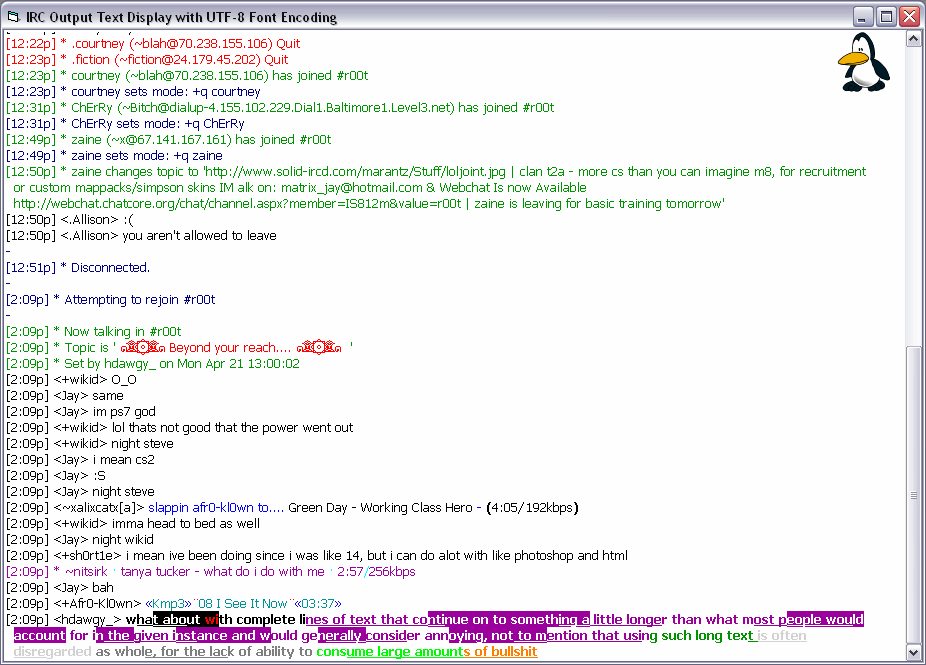 IRC Output Text Display with UTF-8 Font Encoding
[12:22p] * .courtney (~blah@70.238.155.106) Quit
[12:23p] * .fiction (~fiction@24.179.45.202) Quit
[12:23p] * courtney (~blah@70.238.155.106) has joined #r00t
[12:23p] * courtney sets mode: +q courtney
[12:31p] * ChErRy (~Bitch@dialup-4.155.102.229.Dial1.Baltimore1.Level3.net) has joined #r00t
[12:31p] * ChErRy sets mode: +q ChErRy
[12:49p] * zaine (~x@67.141.167.161) has joined #r00t
[12:49p] * zaine sets mode: +q zaine
[12:50p] * zaine changes topic to 'http://www.solid-ircd.com/marantz/Stuff/loljoint.jpg | clan t2a - more cs than you can imagine m8, for recruitment
or custom mappacks/simpson skins IM alk on: matrix_jay@hotmail.com & Webchat Is now Available
http://webchat.chatcore.org/chat/channel.aspx?member=IS812m&value=r00t | zaine is leaving for basic training tomorrow'
[12:50p] <.Allison> :(
[12:50p] <.Allison> you aren't allowed to leave
-
[12:51p] * Disconnected.
-
[2:09p] * Attempting to rejoin #r00t
-
[2:09p] * Now talking in #r00t
[2:09p] * Topic is ' Beyond your reach.... '
[2:09p] * Set by hdawgy_ on Mon Apr 21 13:00:02
[2:09p] <+wikid> O_O
[2:09p] <Jay> same
[2:09p] <Jay> im ps7 god
[2:09p] <+wikid> lol thats not good that the power went out
[2:09p] <+wikid> night steve
[2:09p] <Jay> i mean cs2
[2:09p] <Jay> :S
[2:09p] <Jay> night steve
[2:09p] <~xalixcatx[a]> slappin afr0-kl0wn to.... Green Day - Working Class Hero - (4:05/192kbps)
[2:09p] <+wikid> imma head to bed as well
[2:09p] <Jay> night wikid
[2:09p] <+sh0rt1e> i mean ive been doing since i was like 14, but i can do alot with like photoshop and html
[2:09p] * ~nitsirk · tanya tucker - what do i do with me · 2:57/256kbps
[2:09p] <Jay> bah
[2:09p] <+Afr0-Kl0wn> «Kmp3»¨08 I See It Now¨«03:37»
[2:09p] <hdawgy_> what about with complete lines of text that continue on to something a little longer than what most people would
account for in the given instance and would generally consider annoying, not to mention that using such long text is often
disregarded as whole, for the lack of ability to consume large amounts of bullshit